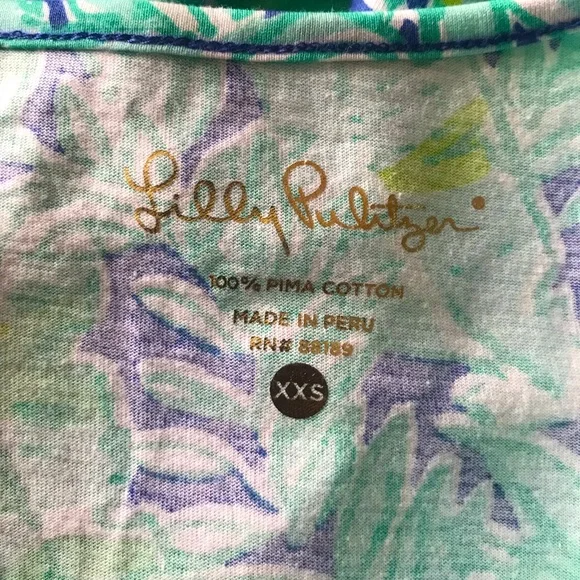 Lilly Pulitzer®
100% PIMA COTTON
MADE IN PERU
RN# 88189
XXS